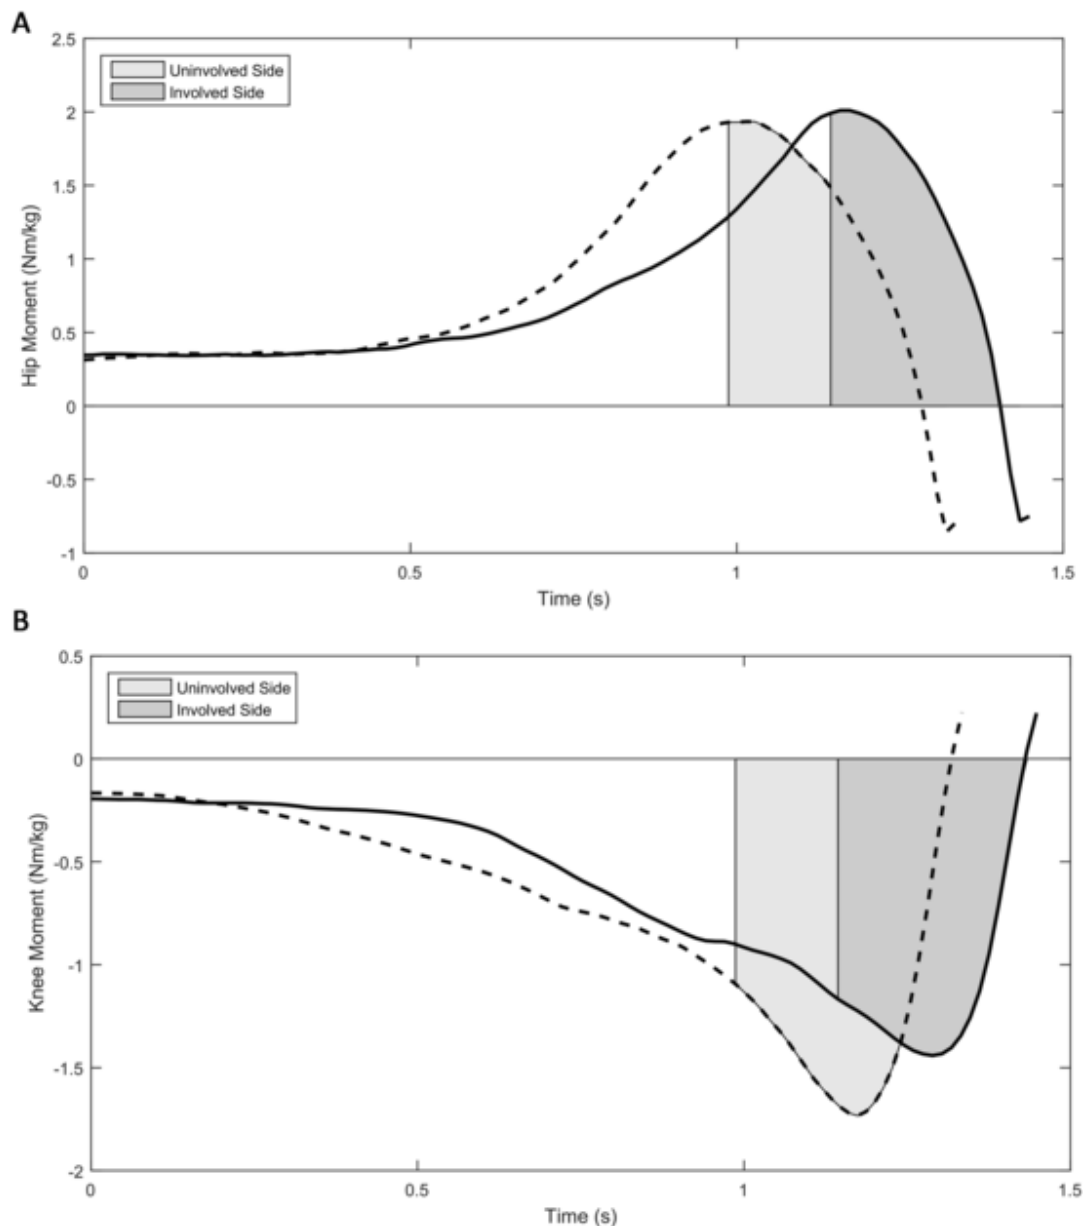 A
2.5
2
1.5
1
0.5
0
-0.5
-1
Hip Moment (Nm/kg)
Uninvolved Side
Involved Side
0
0.5
1
1.5
Time (s)
B
0.5
0
-0.5
-1
-1.5
-2
Knee Moment (Nm/kg)
Uninvolved Side
Involved Side
0
0.5
1
1.5
Time (s)